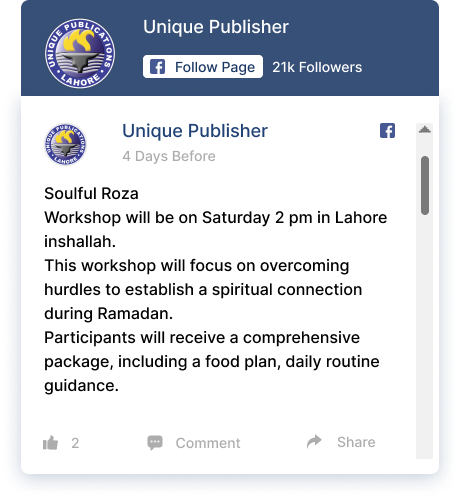 UNIQUE PUBLICATIONS
LAHORE
Unique Publisher
Follow Page 21k Followers
UNIQUE PUBLICATIONS
LAHORE
Unique Publisher
4 Days Before
Soulful Roza
Workshop will be on Saturday 2 pm in Lahore
inshallah.
This workshop will focus on overcoming
hurdles to establish a spiritual connection
during Ramadan.
Participants will receive a comprehensive
package, including a food plan, daily routine
guidance.
2 Comment Share